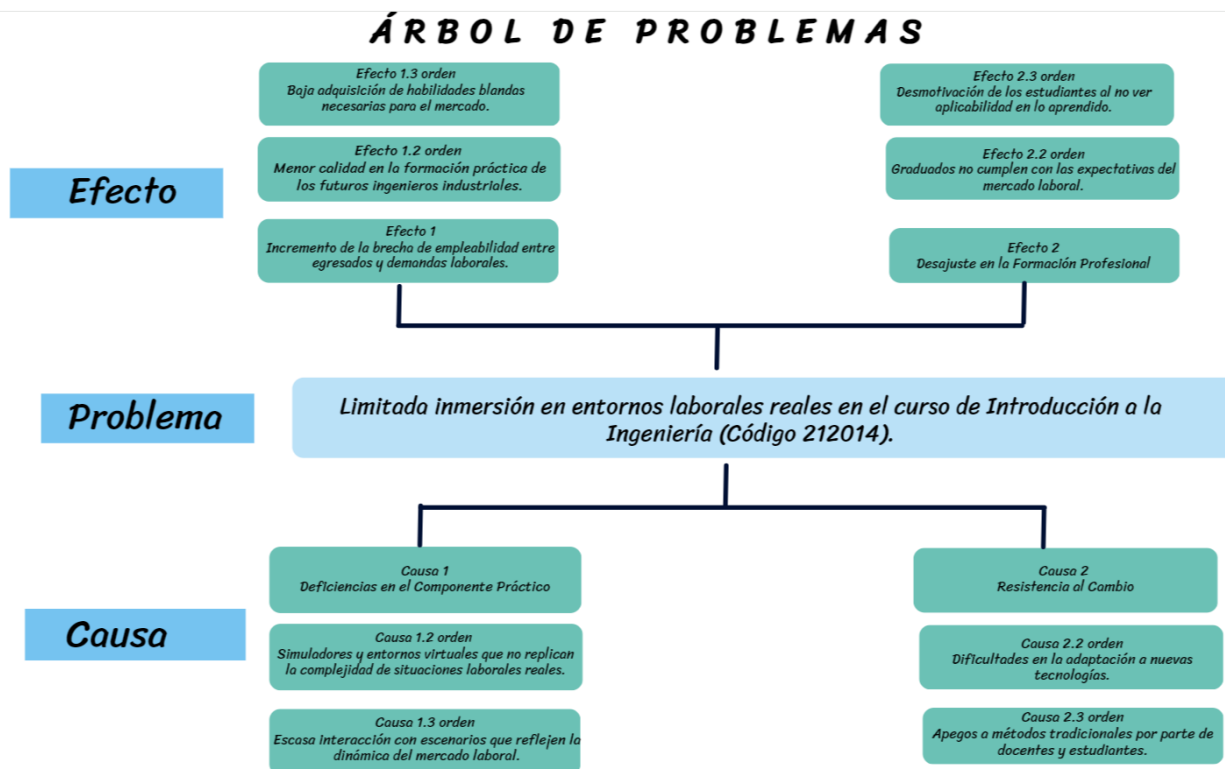 ÁRBOL DE PROBLEMAS
Efecto 1.3 orden
Baja adquisición de habilidades blandas
necesarias para el mercado.
Efecto 2.3 orden
Desmotivación de los estudiantes al no ver
aplicabilidad en lo aprendido.
Efecto
Efecto 1.2 orden
Menor calidad en la formación práctica de
los futuros ingenieros industriales.
Efecto 2.2 orden
Graduados no cumplen con las expectativas del
mercado laboral.
Efecto 1
Incremento de la brecha de empleabilidad entre
egresados y demandas laborales.
Efecto 2
Desajuste en la Formación Profesional
Problema
Limitada inmersión en entornos laborales reales en el curso de Introducción a la
Ingeniería (Código 212014).
Causa 1
Deficiencias en el Componente Práctico
Causa 2
Resistencia al Cambio
Causa
Causa 1.2 orden
Simuladores y entornos virtuales que no replican
la complejidad de situaciones laborales reales.
Causa 2.2 orden
Dificultades en la adaptación a nuevas
tecnologías.
Causa 1.3 orden
Escasa interacción con escenarios que reflejen la
dinámica del mercado laboral.
Causa 2.3 orden
Apegos a métodos tradicionales por parte de
docentes y estudiantes.